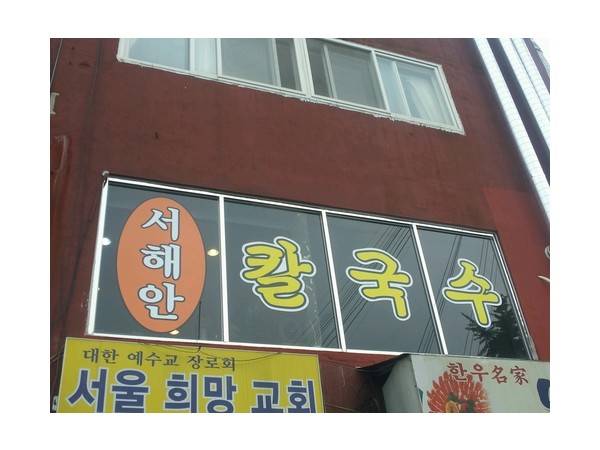 서해안
칼국수
대한 예수교 장로회
서울 희망 교회
한우名家